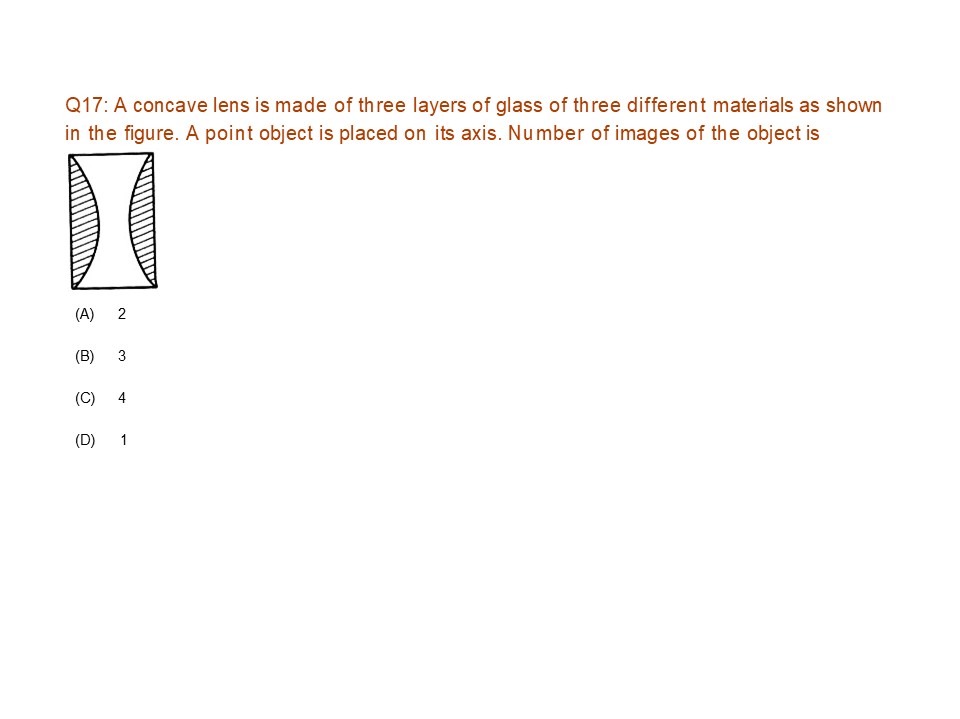 Q17: A concave lens is made of three layers of glass of three different materials as shown
in the figure. A point object is placed on its axis. Number of images of the object is
(A) 2
(B) 3
(C) 4
(D) 1